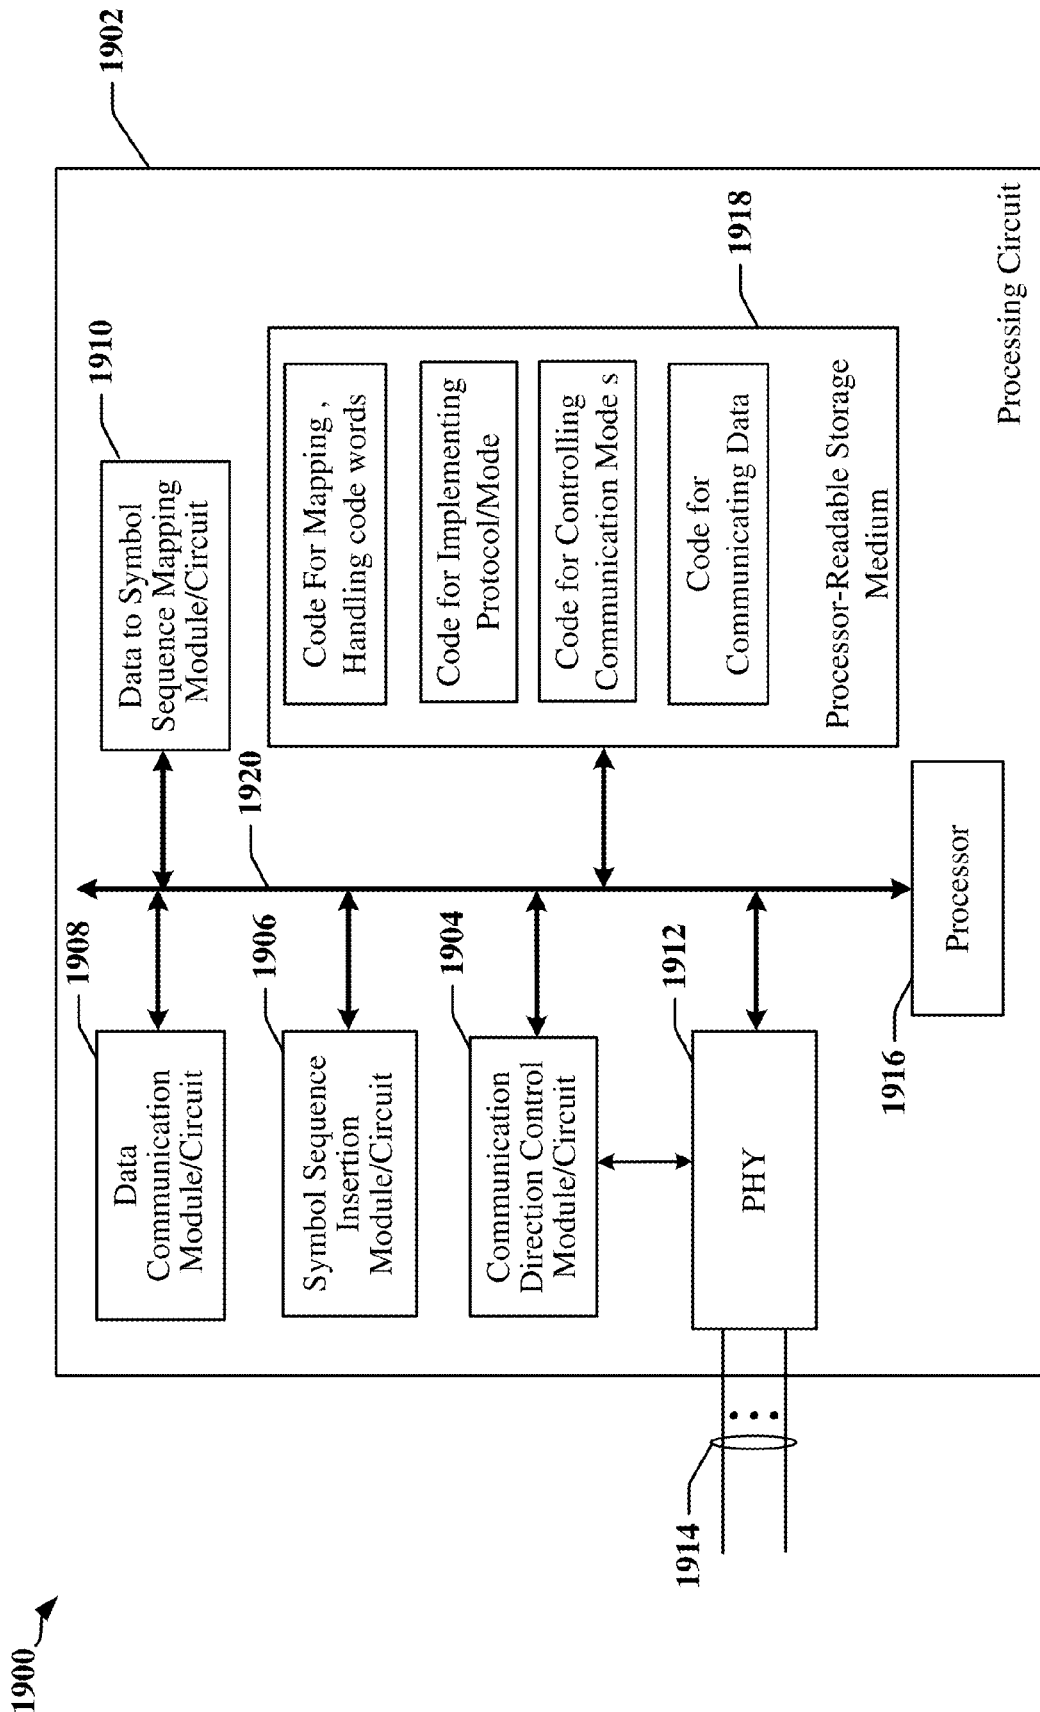 1900
1902
1908
Data
Communication
Module/Circuit
1906
Symbol Sequence
Insertion
Module/Circuit
1904
Communication
Direction Control
Module/Circuit
1912
PHY
1914
1910
Data to Symbol
Sequence Mapping
Module/Circuit
1920
1918
Code For Mapping ,
Handling code words
Code for Implementing
Protocol/Mode
Code for Controlling
Communication Mode s
Code for
Communicating Data
Processor-Readable Storage
Medium
1916
Processor
Processing Circuit